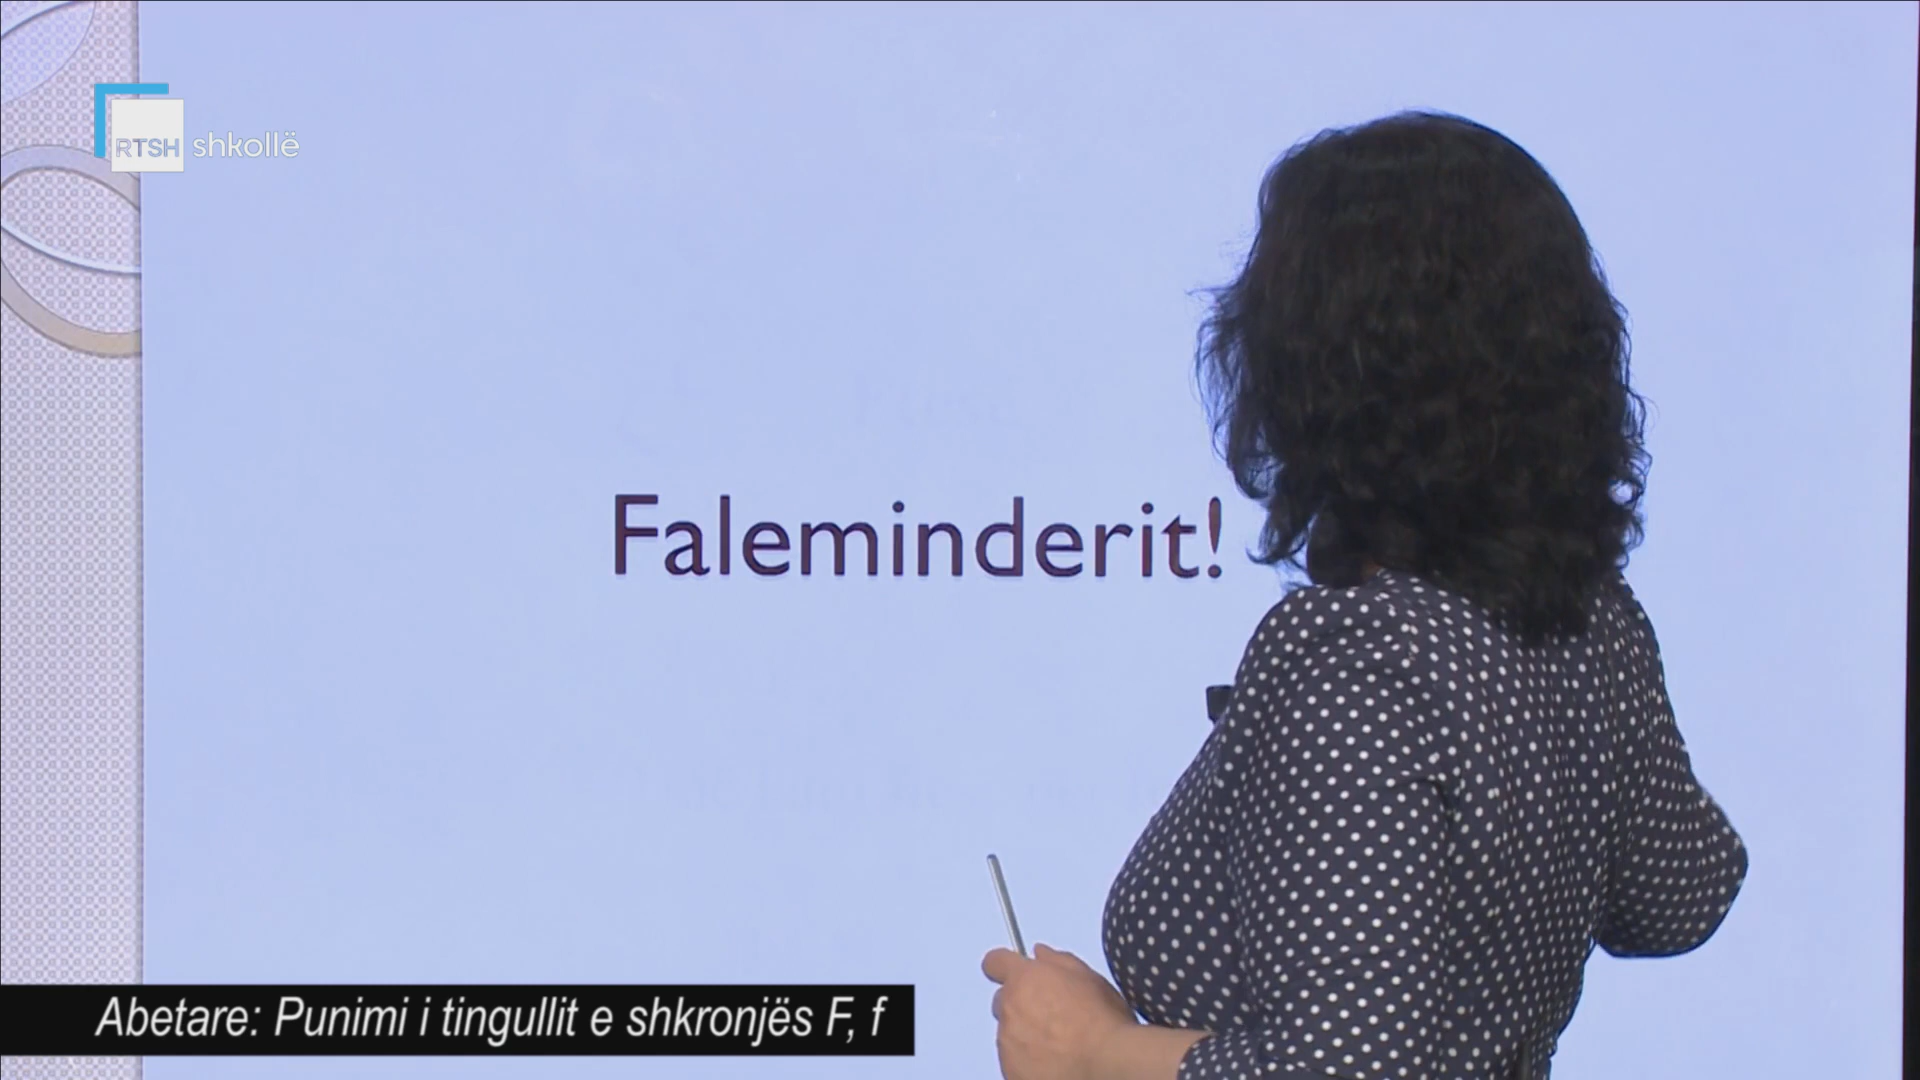 RTSH shkollë
Faleminderit!
Abetare: Punimi i tingullit e shkronjës F, f